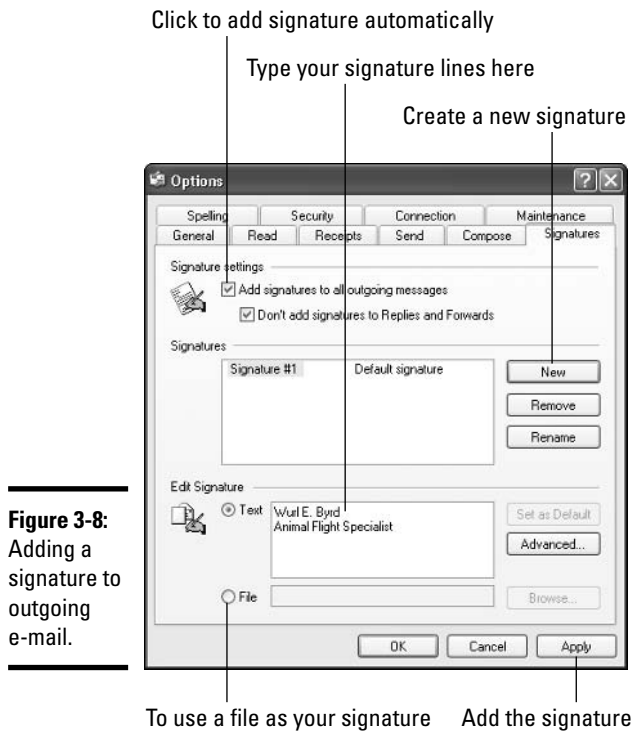 Click to add signature automatically
Type your signature lines here
Create a new signature
Options
Spelling Security Connection Maintenance
General Read Receipts Send Compose Signatures
Signature settings
Add signatures to all outgoing messages
Don't add signatures to Replies and Forwards
Signatures
Signature #1 Default signature
New
Remove
Rename
Edit Signature
Text Wurl E. Byrd
Animal Flight Specialist
Set as Default
Advanced...
File Browse...
OK Cancel Apply
Figure 3-8:
Adding a
signature to
outgoing
e-mail.
To use a file as your signature Add the signature